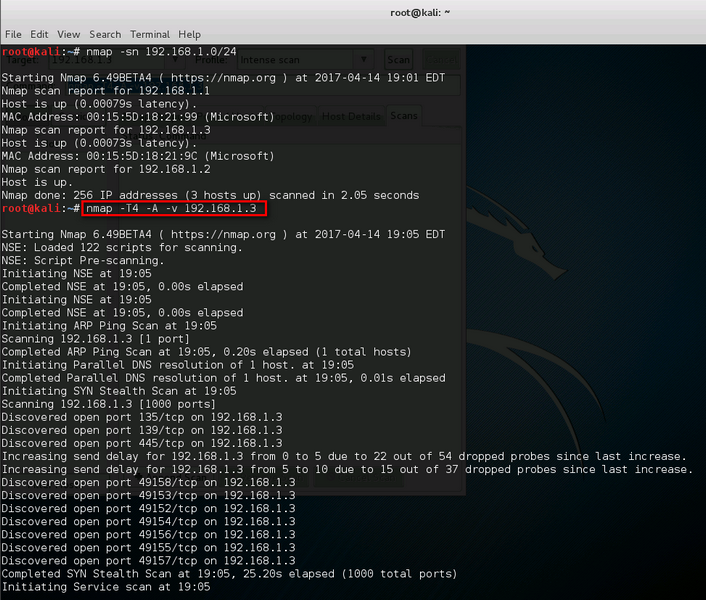 root@kali: ~
File Edit View Search Terminal Help
root@kali:~# nmap -sn 192.168.1.0/24
Target: 192.168.1.3 Profile: Intense scan Scan
Starting Nmap 6.49BETA4 ( https://nmap.org ) at 2017-04-14 19:01 EDT
Nmap scan report for 192.168.1.1
Host is up (0.00079s latency).
MAC Address: 00:15:5D:18:21:99 (Microsoft)
Topology Host Details Scans
Nmap scan report for 192.168.1.3
Host is up (0.00073s latency).
MAC Address: 00:15:5D:18:21:9C (Microsoft)
Nmap scan report for 192.168.1.2
Host is up.
Nmap done: 256 IP addresses (3 hosts up) scanned in 2.05 seconds
root@kali:~# nmap -T4 -A -v 192.168.1.3
Starting Nmap 6.49BETA4 ( https://nmap.org ) at 2017-04-14 19:05 EDT
NSE: Loaded 122 scripts for scanning.
NSE: Script Pre-scanning.
Initiating NSE at 19:05
Completed NSE at 19:05, 0.00s elapsed
Initiating NSE at 19:05
Completed NSE at 19:05, 0.00s elapsed
Initiating ARP Ping Scan at 19:05
Scanning 192.168.1.3 [1 port]
Completed ARP Ping Scan at 19:05, 0.20s elapsed (1 total hosts)
Initiating Parallel DNS resolution of 1 host. at 19:05
Completed Parallel DNS resolution of 1 host. at 19:05, 0.01s elapsed
Initiating SYN Stealth Scan at 19:05
Scanning 192.168.1.3 [1000 ports]
Discovered open port 135/tcp on 192.168.1.3
Discovered open port 139/tcp on 192.168.1.3
Discovered open port 445/tcp on 192.168.1.3
Increasing send delay for 192.168.1.3 from 0 to 5 due to 22 out of 54 dropped probes since last increase.
Increasing send delay for 192.168.1.3 from 5 to 10 due to 15 out of 37 dropped probes since last increase.
Discovered open port 49158/tcp on 192.168.1.3
Discovered open port 49153/tcp on 192.168.1.3
Discovered open port 49152/tcp on 192.168.1.3
Discovered open port 49154/tcp on 192.168.1.3
Discovered open port 49156/tcp on 192.168.1.3
Discovered open port 49155/tcp on 192.168.1.3
Discovered open port 49157/tcp on 192.168.1.3
Completed SYN Stealth Scan at 19:05, 25.20s elapsed (1000 total ports)
Initiating Service scan at 19:05